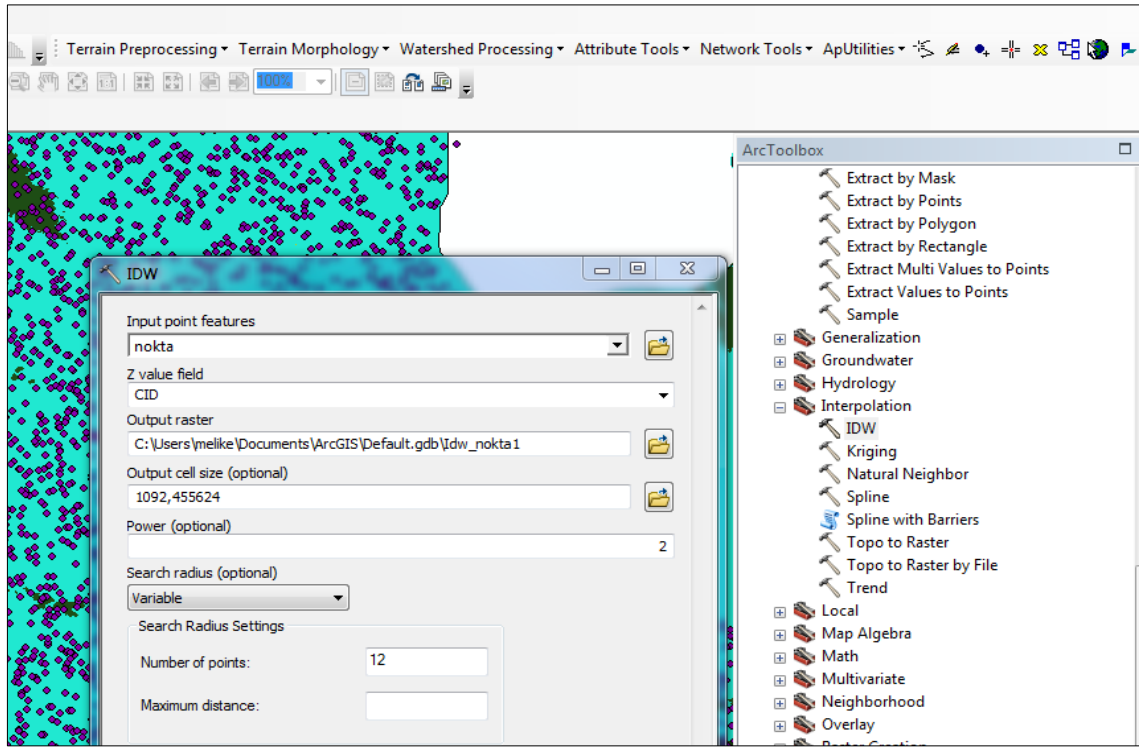 Terrain Preprocessing Terrain Morphology Watershed Processing Attribute Tools Network Tools ApUtilities
100%
ArcToolbox
Extract by Mask
Extract by Points
Extract by Polygon
Extract by Rectangle
Extract Multi Values to Points
Extract Values to Points
Sample
Generalization
Groundwater
Hydrology
Interpolation
IDW
Kriging
Natural Neighbor
Spline
Spline with Barriers
Topo to Raster
Topo to Raster by File
Trend
Local
Map Algebra
Math
Multivariate
Neighborhood
Overlay
Raster Creation
IDW
Input point features
nokta
Z value field
CID
Output raster
C:\Users\melike\Documents\ArcGIS\Default.gdb\Idw_nokta1
Output cell size (optional)
1092,455624
Power (optional)
2
Search radius (optional)
Variable
Search Radius Settings
Number of points: 12
Maximum distance: